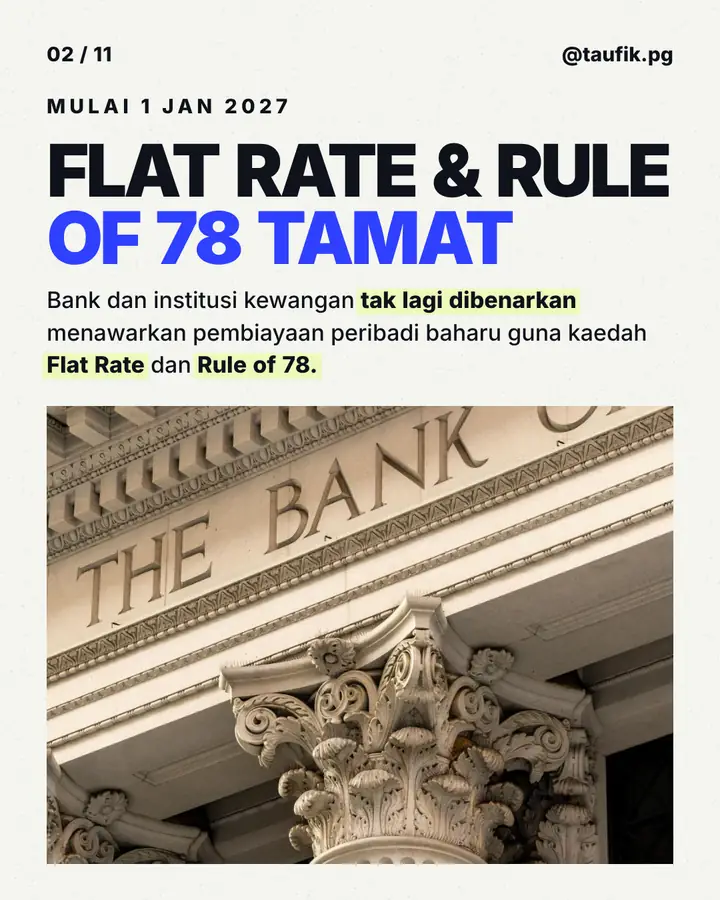 02 / 11
@taufik.pg
MULAI 1 JAN 2027
FLAT RATE & RULE
OF 78 TAMAT
Bank dan institusi kewangan tak lagi dibenarkan
menawarkan pembiayaan peribadi baharu guna kaedah
Flat Rate dan Rule of 78.
THE BANK